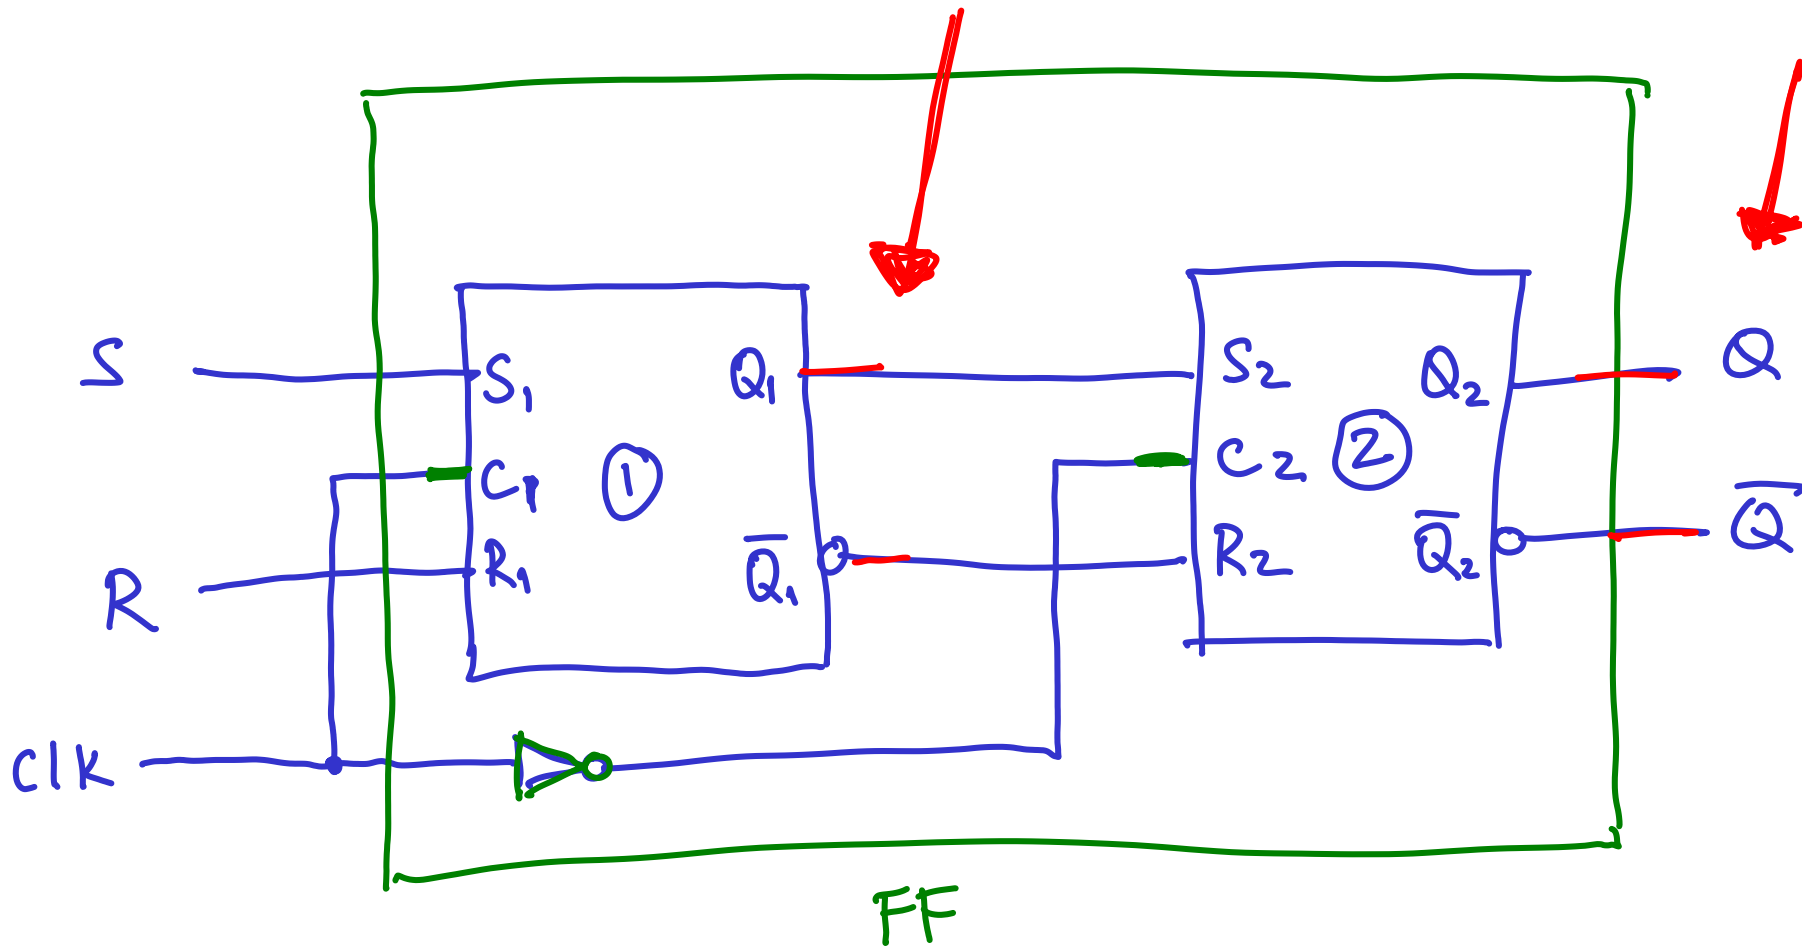 S
R
Clk
S₁
C₁
R₁
①
Q₁
Q̅₁
S₂
C₂
R₂
②
Q₂
Q̅₂
Q
Q̅
FF